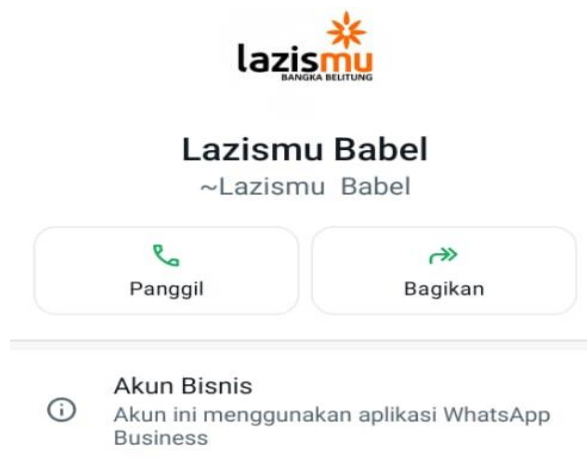 lazismu
BANGKA BELITUNG
Lazismu Babel
~Lazismu Babel
Panggil
Bagikan
Akun Bisnis
Akun ini menggunakan aplikasi WhatsApp
Business